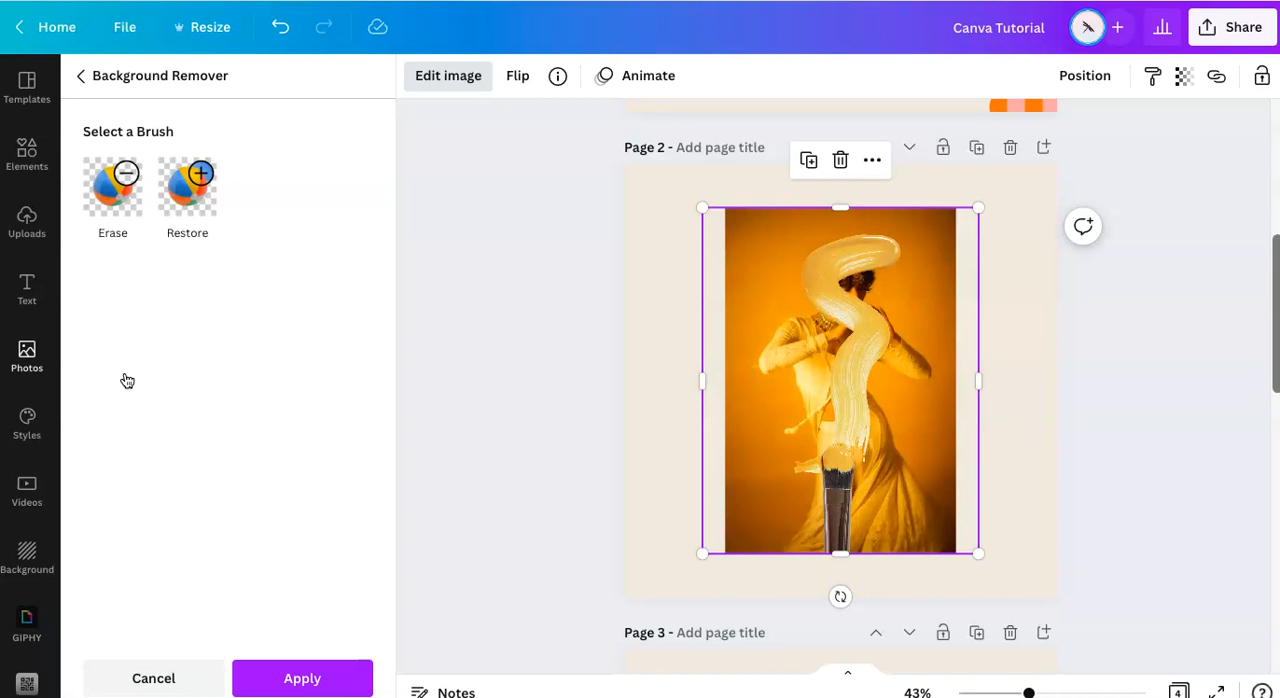 Home File Resize Canva Tutorial Share
Background Remover
Edit image Flip Animate Position
Templates
Select a Brush
Elements
Erase Restore
Uploads
Text
Photos
Styles
Videos
Background
GIPHY
Cancel Apply
Page 2 - Add page title
Page 3 - Add page title
Notes 43% 4